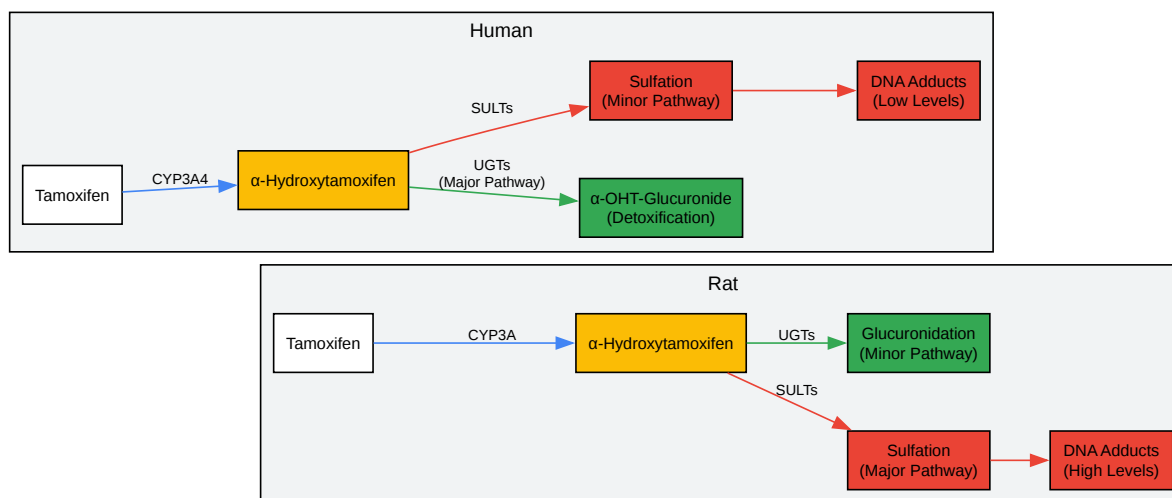 Human
Tamoxifen
CYP3A4
α-Hydroxytamoxifen
SULTs
Sulfation
(Minor Pathway)
DNA Adducts
(Low Levels)
UGTs
(Major Pathway)
α-OHT-Glucuronide
(Detoxification)
Rat
Tamoxifen
CYP3A
α-Hydroxytamoxifen
UGTs
Glucuronidation
(Minor Pathway)
SULTs
Sulfation
(Major Pathway)
DNA Adducts
(High Levels)